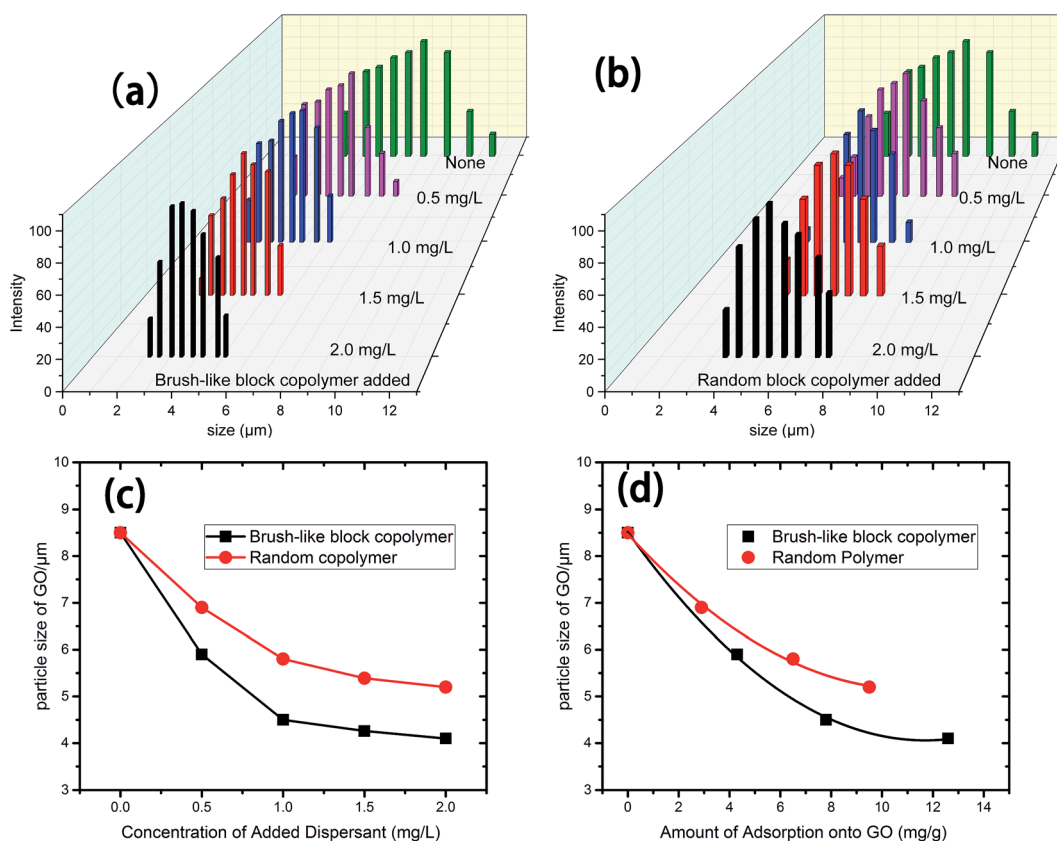 (a)
100
80
60
40
20
0
Intensity
0
2
4
6
8
10
12
size (µm)
None
0.5 mg/L
1.0 mg/L
1.5 mg/L
2.0 mg/L
Brush-like block copolymer added
(b)
100
80
60
40
20
0
Intensity
0
2
4
6
8
10
12
size (µm)
None
0.5 mg/L
1.0 mg/L
1.5 mg/L
2.0 mg/L
Random block copolymer added
(c)
10
9
8
7
6
5
4
3
particle size of GO/µm
Brush-like block copolymer
Random copolymer
0.0
0.5
1.0
1.5
2.0
Concentration of Added Dispersant (mg/L)
(d)
10
9
8
7
6
5
4
3
particle size of GO/µm
Brush-like block copolymer
Random Polymer
0
2
4
6
8
10
12
14
Amount of Adsorption onto GO (mg/g)